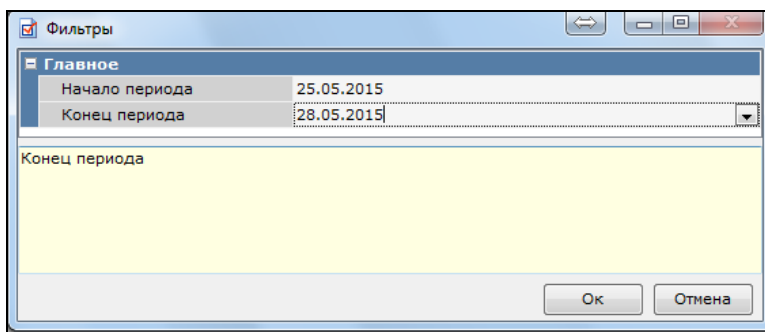 Фильтры
Главное
Начало периода 25.05.2015
Конец периода 28.05.2015
Конец периода
Ок Отмена